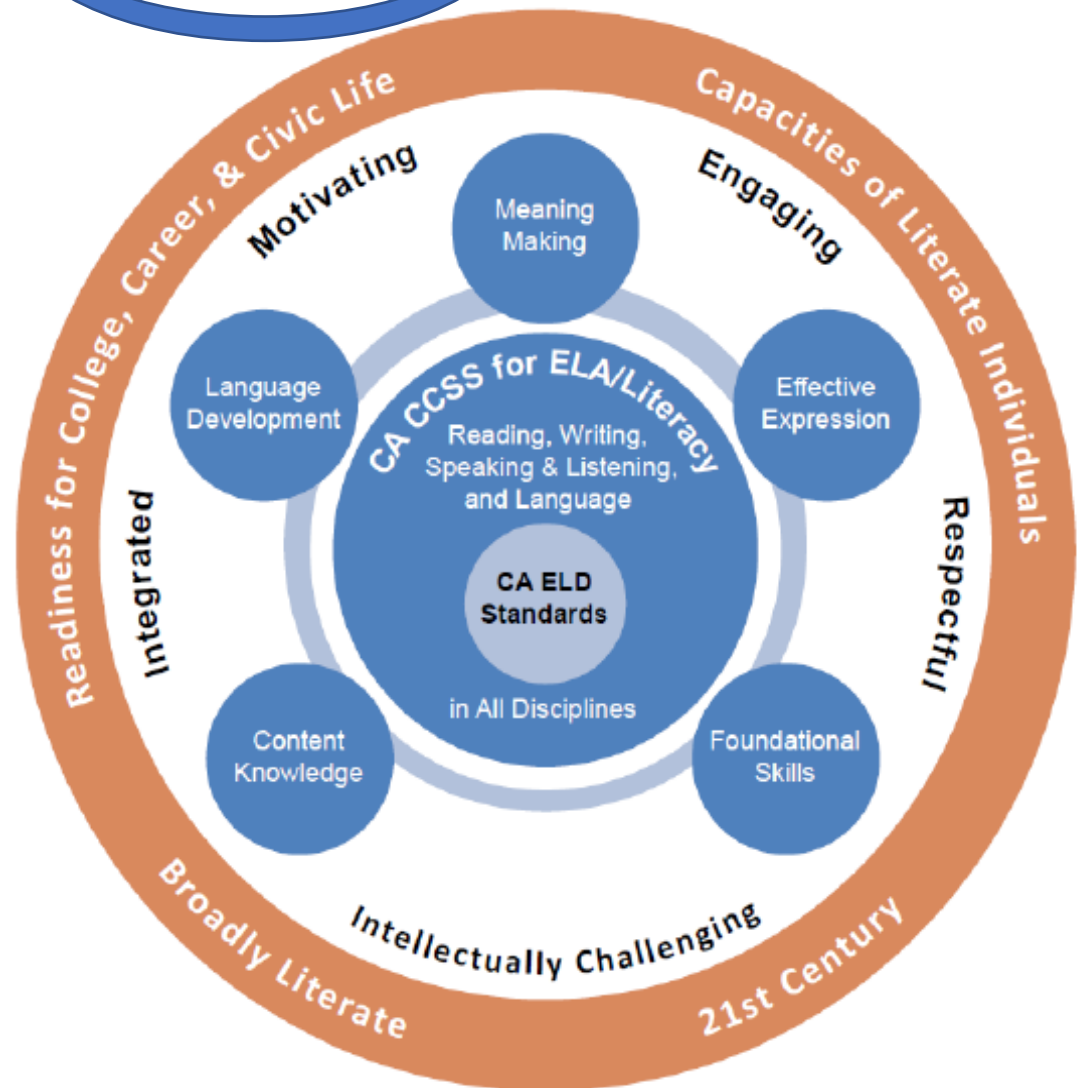 Readiness for College, Career, & Civic Life
Capacities of Literate Individuals
Motivating
Engaging
Meaning
Making
Language
Development
Effective
Expression
CA CCSS for ELA/Literacy
Reading, Writing,
Speaking & Listening,
and Language
CA ELD
Standards
in All Disciplines
Integrated
Respectful
Content
Knowledge
Foundational
Skills
Intellectually Challenging
Broadly Literate
21st Century